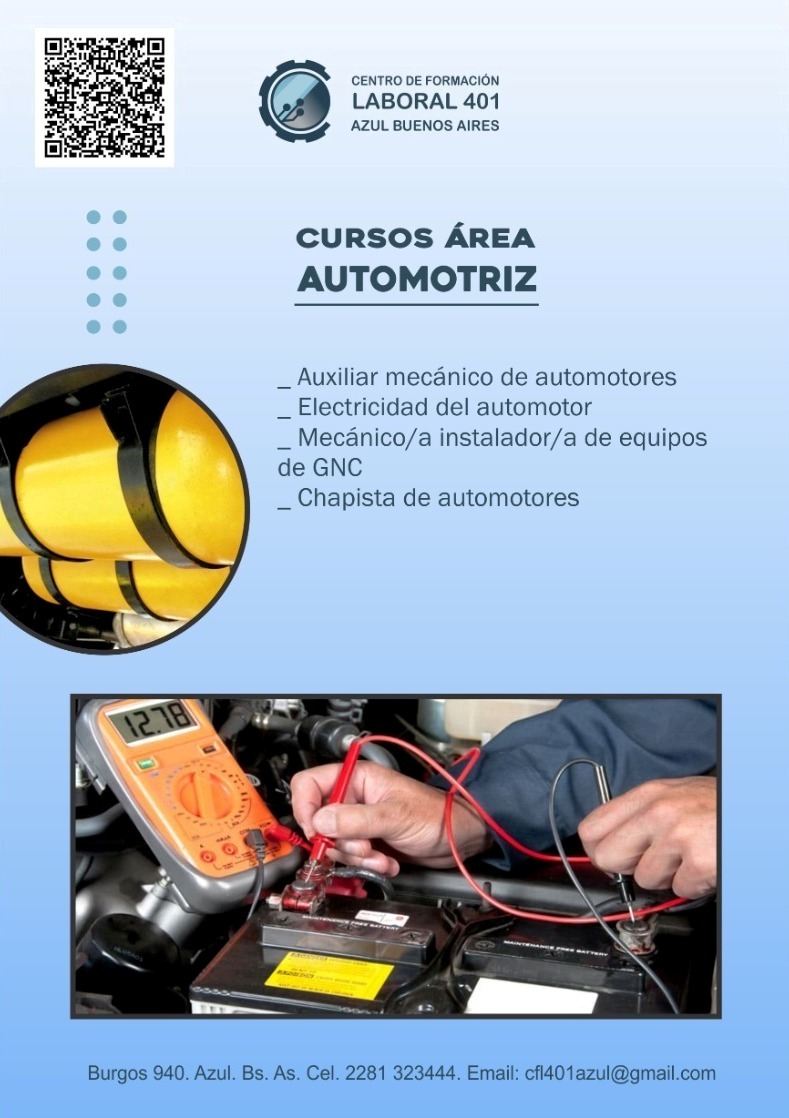 CENTRO DE FORMACIÓN
LABORAL 401
AZUL BUENOS AIRES
CURSOS ÁREA
AUTOMOTRIZ
_ Auxiliar mecánico de automotores
_ Electricidad del automotor
_ Mecánico/a instalador/a de equipos
de GNC
_ Chapista de automotores
12.78
MAINTENANCE FREE BATTERY
MAINTENANCE FREE BATTERY
Burgos 940. Azul. Bs. As. Cel. 2281 323444. Email: cfl401azul@gmail.com